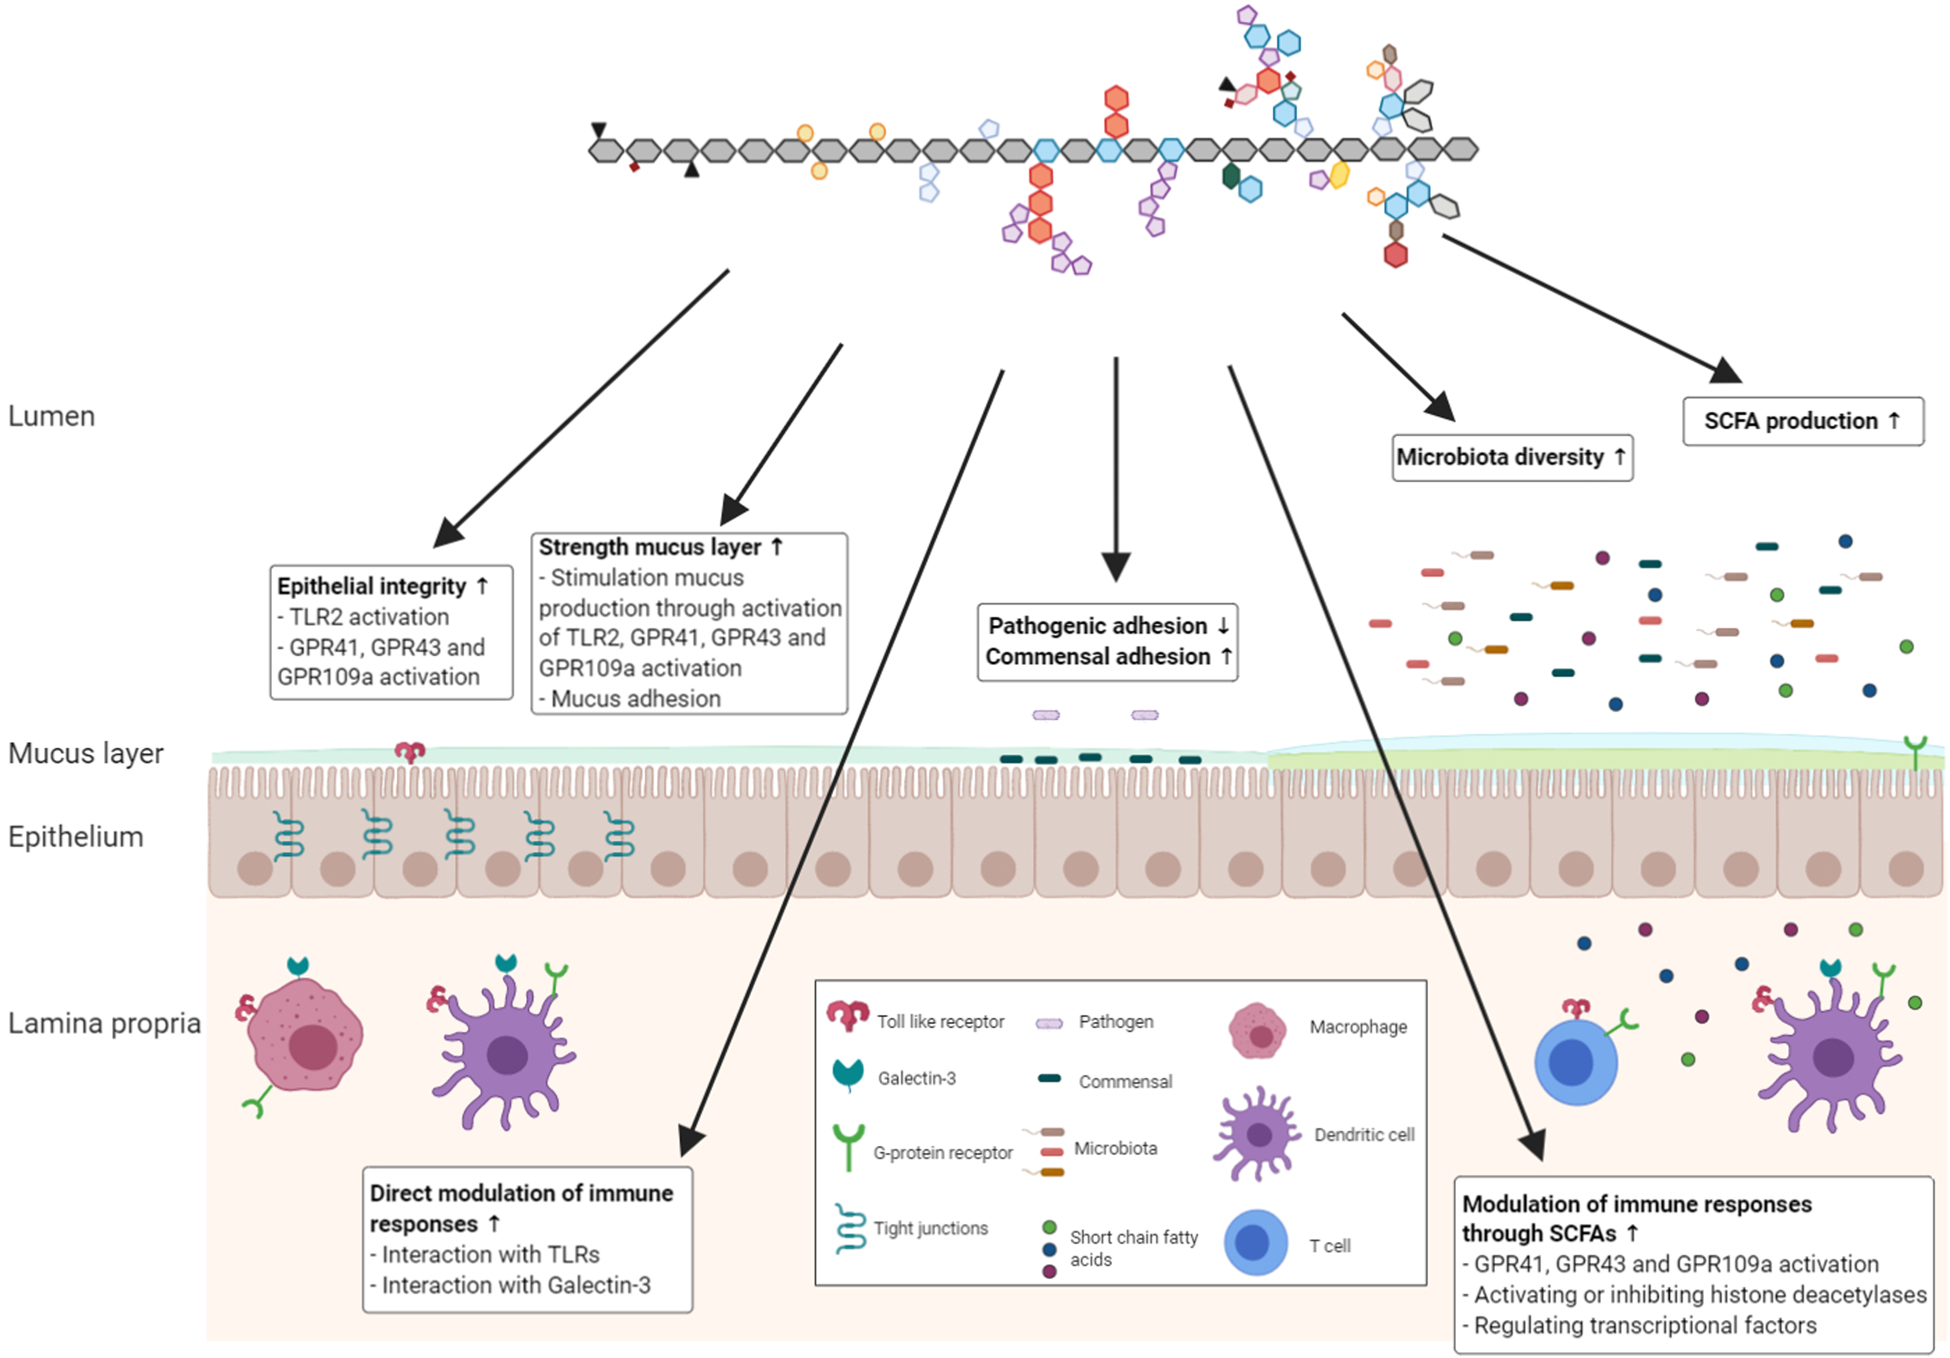 Lumen
SCFA production ↑
Microbiota diversity ↑
Epithelial integrity ↑
- TLR2 activation
- GPR41, GPR43 and
GPR109a activation
Strength mucus layer ↑
- Stimulation mucus
production through activation
of TLR2, GPR41, GPR43 and
GPR109a activation
- Mucus adhesion
Pathogenic adhesion ↓
Commensal adhesion ↑
Mucus layer
Epithelium
Lamina propria
Toll like receptor
Galectin-3
G-protein receptor
Tight junctions
Pathogen
Commensal
Microbiota
Short chain fatty
acids
Macrophage
Dendritic cell
T cell
Direct modulation of immune
responses ↑
- Interaction with TLRs
- Interaction with Galectin-3
Modulation of immune responses
through SCFAs ↑
- GPR41, GPR43 and GPR109a activation
- Activating or inhibiting histone deacetylases
- Regulating transcriptional factors